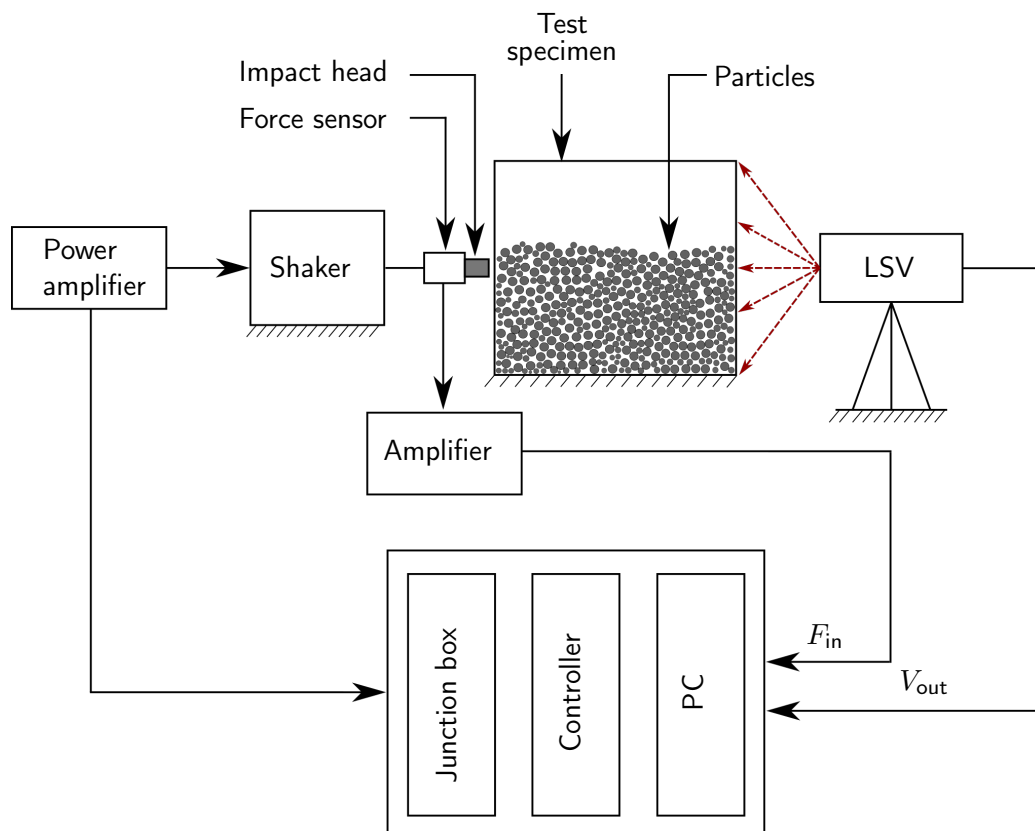 Test
specimen
Impact head
Particles
Force sensor
Power
amplifier
Shaker
LSV
Amplifier
Junction box
Controller
PC
F_in
V_out